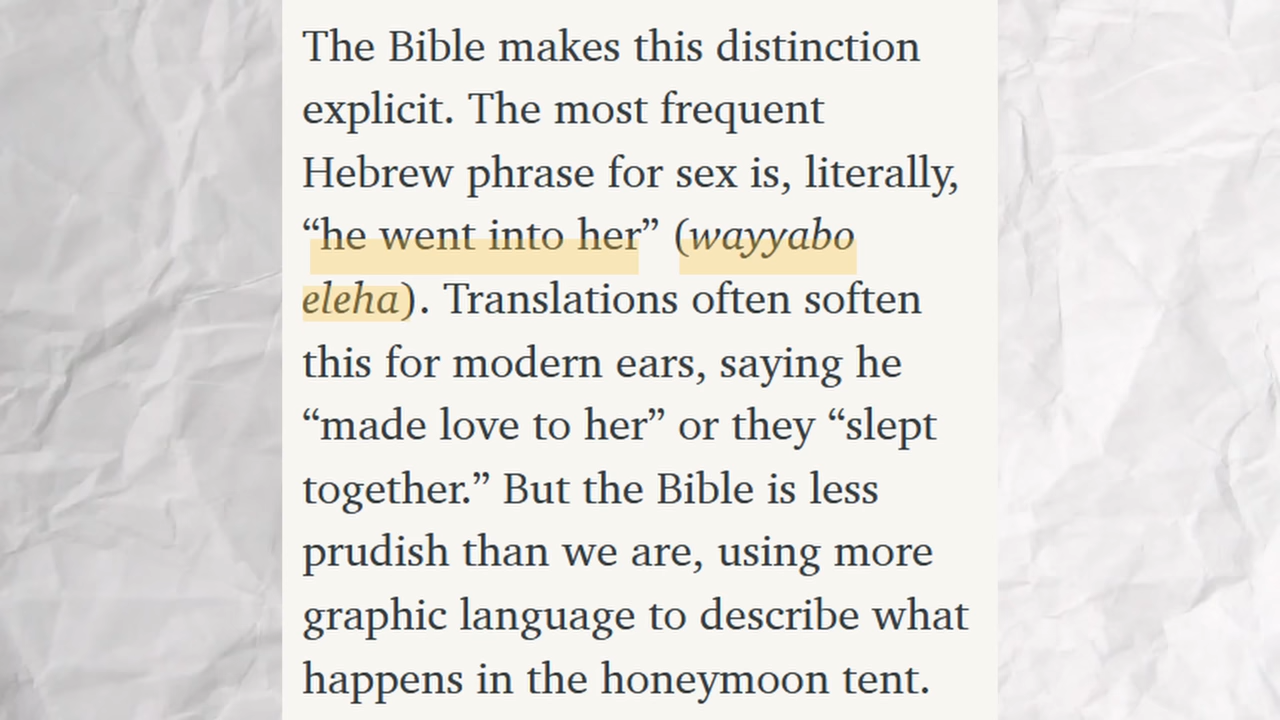 The Bible makes this distinction
explicit. The most frequent
Hebrew phrase for sex is, literally,
“he went into her” (wayyabo
eleha). Translations often soften
this for modern ears, saying he
“made love to her” or they “slept
together.” But the Bible is less
prudish than we are, using more
graphic language to describe what
happens in the honeymoon tent.